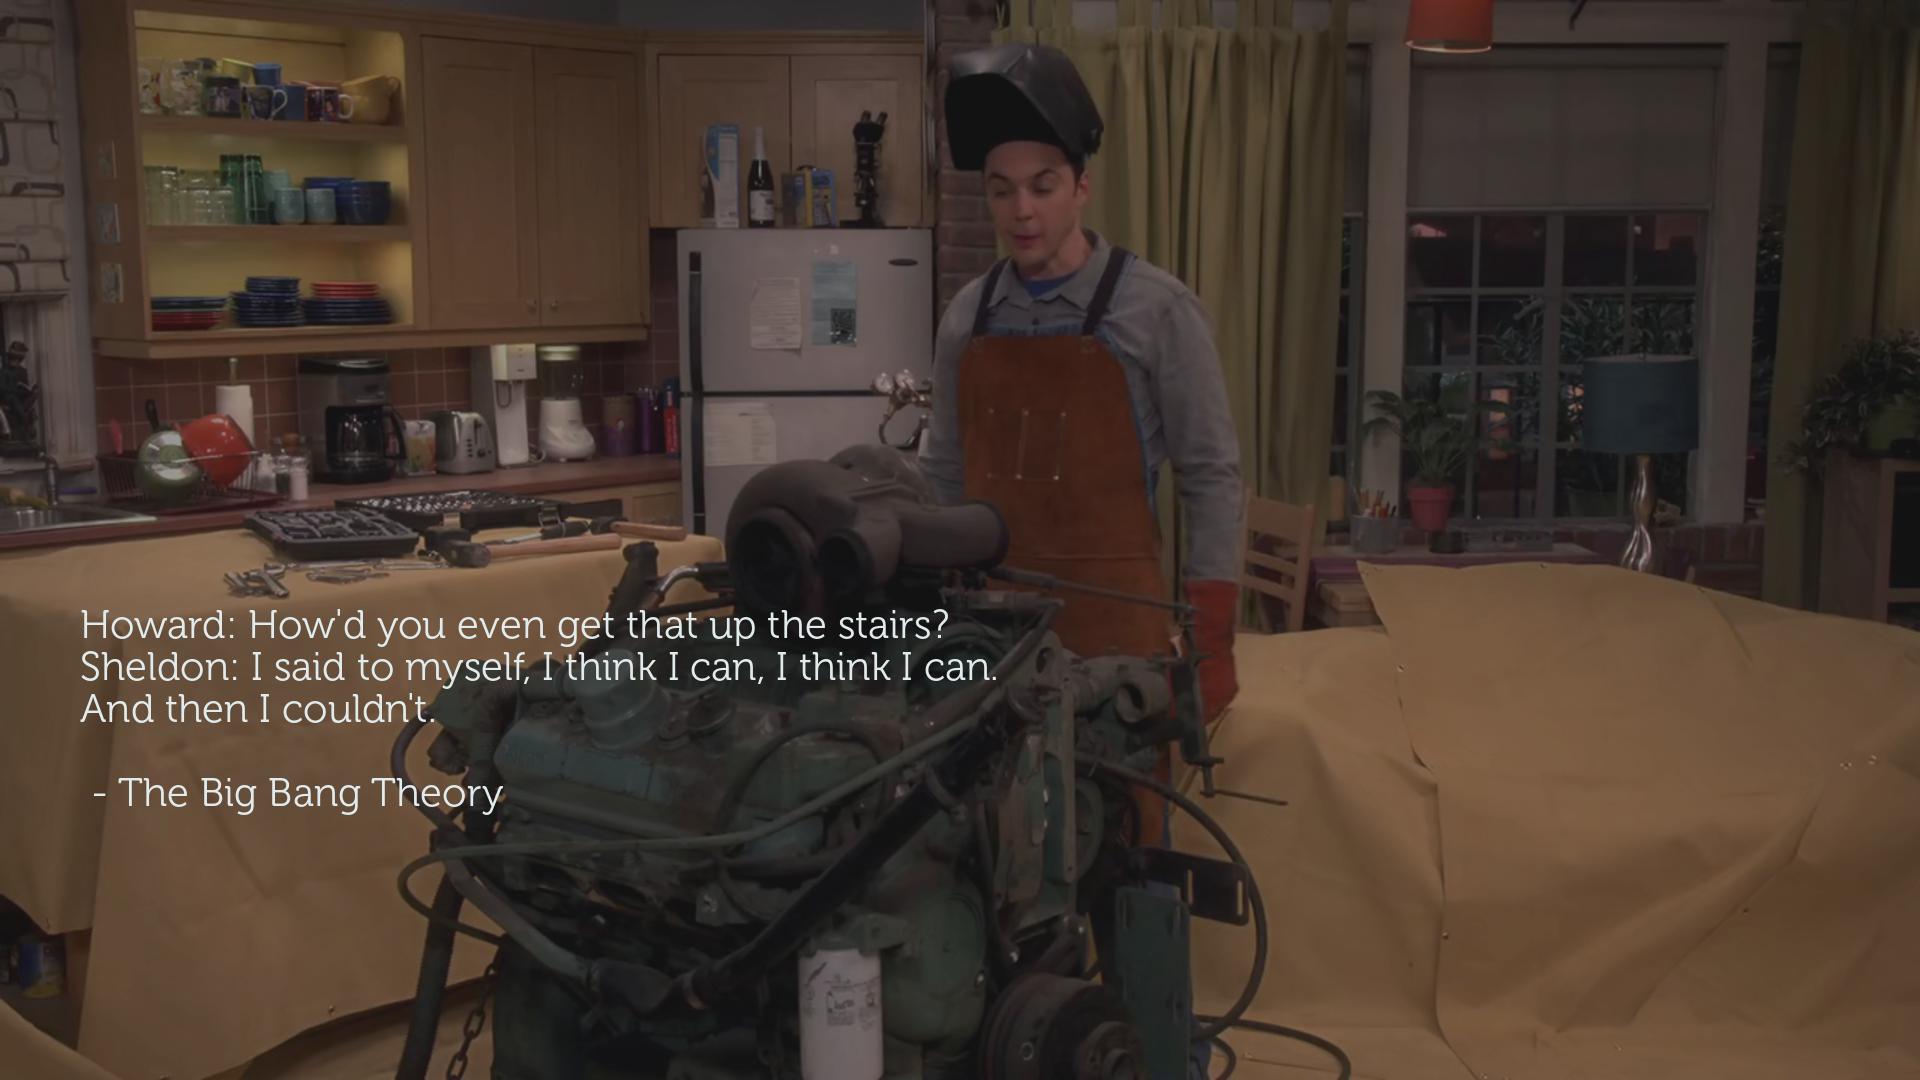 Howard: How'd you even get that up the stairs?
Sheldon: I said to myself, I think I can, I think I can.
And then I couldn't.
- The Big Bang Theory